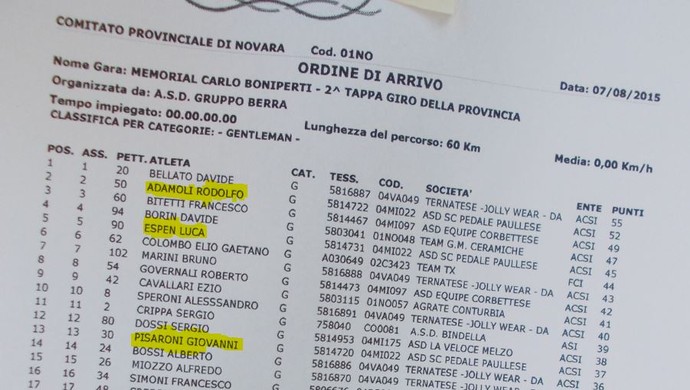 COMITATO PROVINCIALE DI NOVARA Cod. 01NO
ORDINE DI ARRIVO
Data: 07/08/2015
Nome Gara: MEMORIAL CARLO BONIPERTI - 2^ TAPPA GIRO DELLA PROVINCIA
Organizzata da: A.S.D. GRUPPO BERRA
Tempo impiegato: 00.00.00.00 Lunghezza del percorso: 60 Km Media: 0,00 Km/h
CLASSIFICA PER CATEGORIE: - GENTLEMAN -
POS. ASS. PETT. ATLETA CAT. TESS. COD. SOCIETA' ENTE PUNTI
1 1 20 BELLATO DAVIDE G 5816887 04VA049 TERNATESE -JOLLY WEAR - DA ACSI 55
2 2 50 ADAMOLI RODOLFO G 5814722 04MI022 ASD SC PEDALE PAULLESE ACSI 52
3 3 60 BITETTI FRANCESCO G 5814467 04MI097 ASD EQUIPE CORBETTESE ACSI 49
4 4 94 BORIN DAVIDE G 5803041 01NO048 TEAM G.M. CERAMICHE ACSI 47
5 5 90 ESPEN LUCA G 5814731 04MI022 ASD SC PEDALE PAULLESE ACSI 45
6 6 62 COLOMBO ELIO GAETANO G A030649 02C3423 TEAM TX FCI 44
7 7 102 MARINI BRUNO G 5816888 04VA049 TERNATESE -JOLLY WEAR - DA ACSI 42
8 8 54 GOVERNALI ROBERTO G 5814473 04MI097 ASD EQUIPE CORBETTESE ACSI 41
9 9 42 CAVALLARI EZIO G 5803115 01NO057 AGRATE CONTURBIA ACSI 40
10 10 8 SPERONI ALESSSANDRO G 5816891 04VA049 TERNATESE -JOLLY WEAR - DA ACSI 39
11 11 2 CRIPPA SERGIO G 758040 CO0081 A.S.D. BINDELLA ASI 38
12 12 80 DOSSI SERGIO G 5814953 04MI175 ASD LA VELOCE MELZO ACSI 37
13 13 30 PISARONI GIOVANNI G 5814720 04MI022 ASD SC PEDALE PAULLESE ACSI 36
14 14 24 BOSSI ALBERTO G 5816886 04VA049 TERNATESE -JOLLY WEAR - DA
15 15 26 MIOZZO ALFREDO G 5816870 04VA049 TERNATESE -JOLLY
16 16 34 SIMONI FRANCESCO G
17 17 48